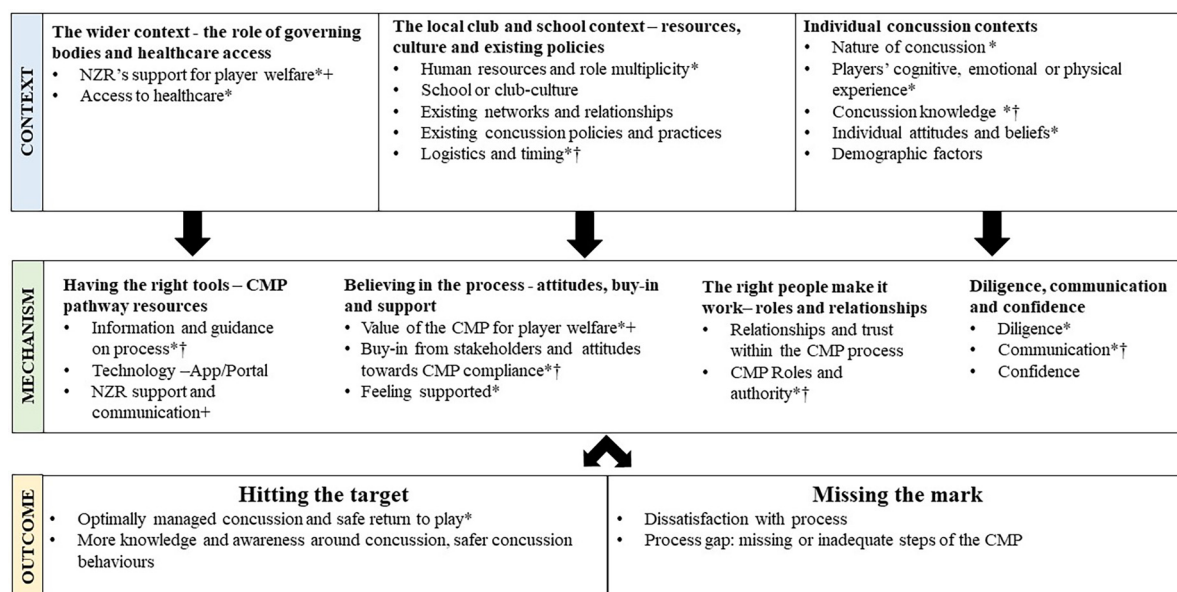 CONTEXT
The wider context - the role of governing
bodies and healthcare access
• NZR's support for player welfare*+
• Access to healthcare*
The local club and school context – resources,
culture and existing policies
• Human resources and role multiplicity*
• School or club-culture
• Existing networks and relationships
• Existing concussion policies and practices
• Logistics and timing*†
Individual concussion contexts
• Nature of concussion *
• Players' cognitive, emotional or physical
experience*
• Concussion knowledge *†
• Individual attitudes and beliefs*
• Demographic factors
MECHANISM
Having the right tools – CMP
pathway resources
• Information and guidance
on process*†
• Technology –App/Portal
• NZR support and
communication+
Believing in the process - attitudes, buy-in
and support
• Value of the CMP for player welfare*+
• Buy-in from stakeholders and attitudes
towards CMP compliance*†
• Feeling supported*
The right people make it
work– roles and relationships
• Relationships and trust
within the CMP process
• CMP Roles and
authority*†
Diligence, communication
and confidence
• Diligence*
• Communication*†
• Confidence
OUTCOME
Hitting the target
• Optimally managed concussion and safe return to play*
• More knowledge and awareness around concussion, safer concussion
behaviours
Missing the mark
• Dissatisfaction with process
• Process gap: missing or inadequate steps of the CMP